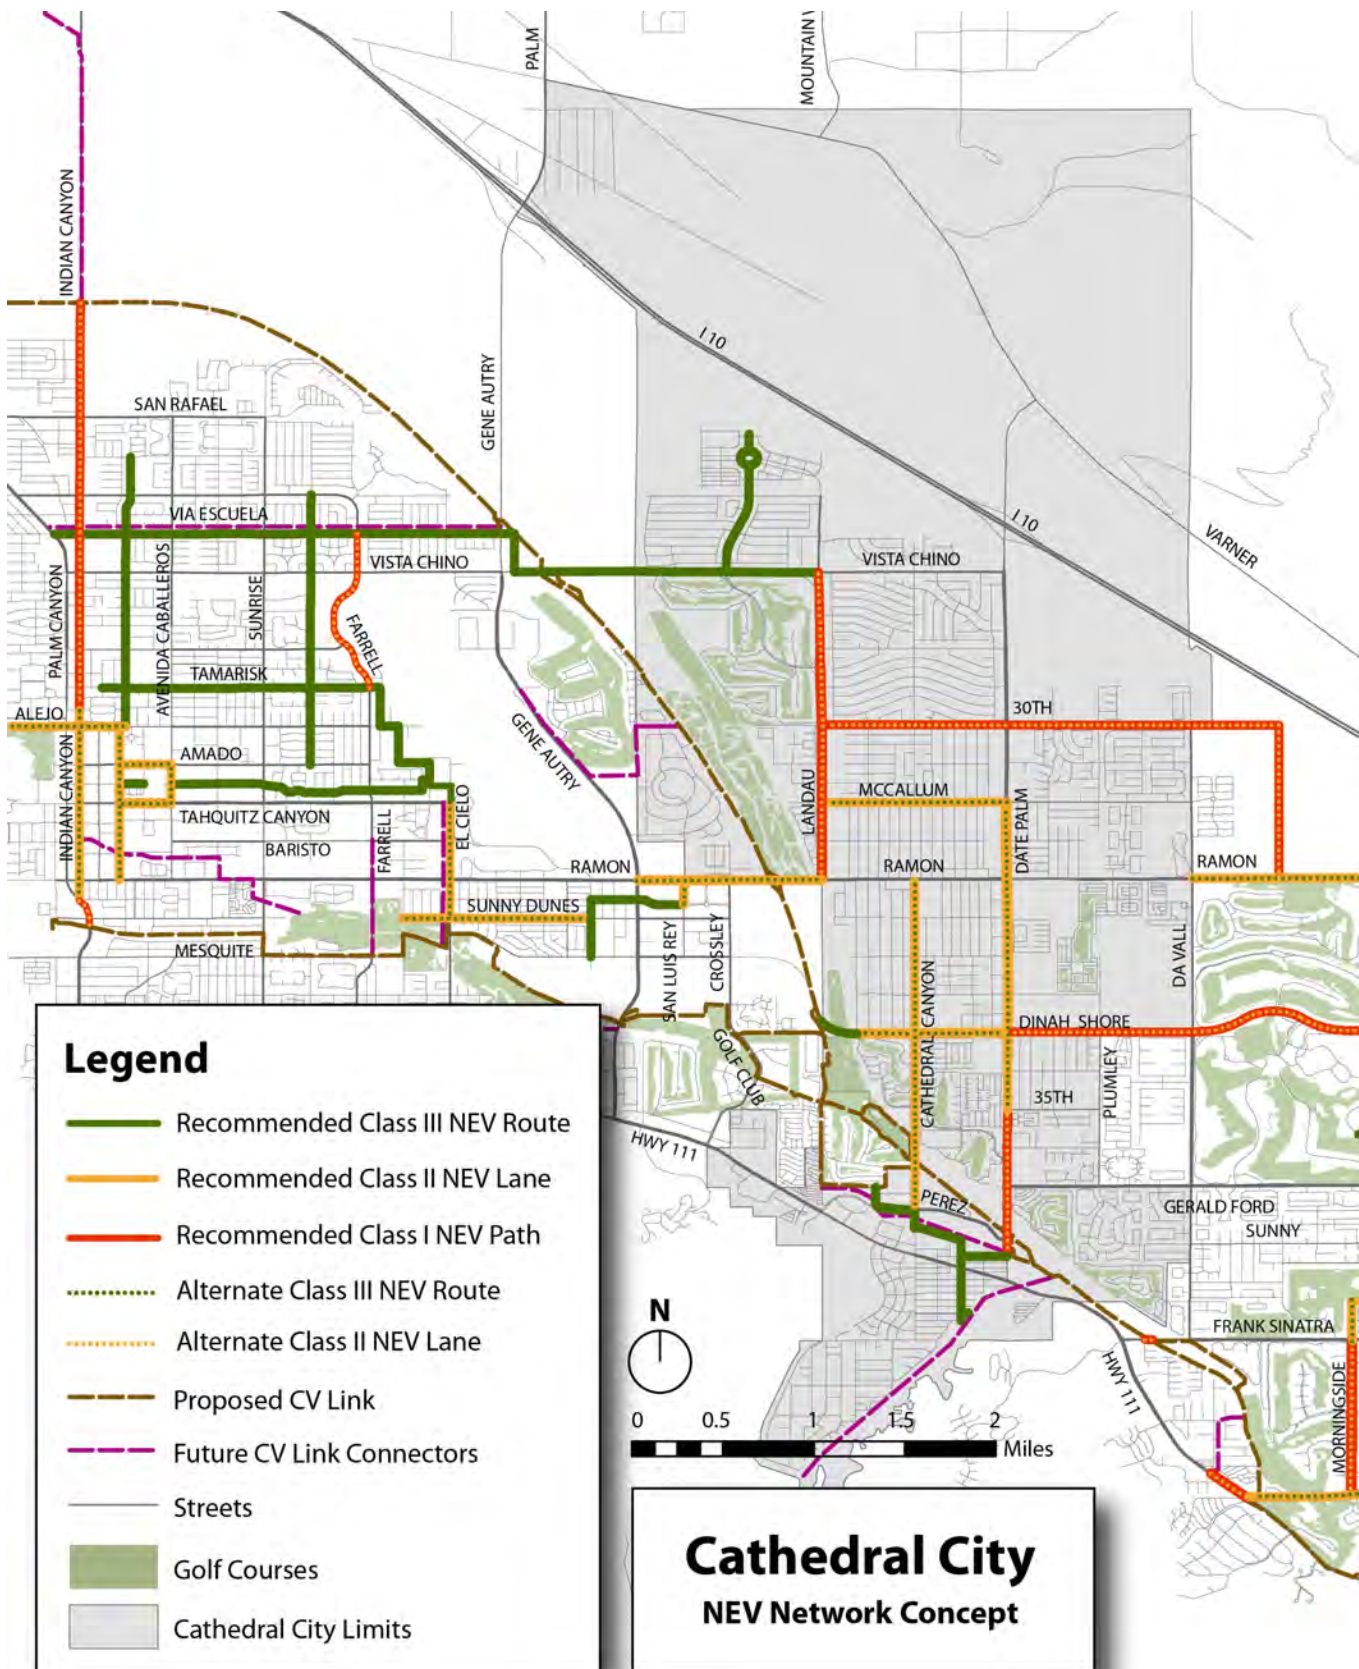 PALM
MOUNTAIN
INDIAN CANYON
I 10
GENE AUTRY
SAN RAFAEL
I 10
VIA ESCUELA
VARNER
VISTA CHINO
VISTA CHINO
PALM CANYON
AVENIDA CABALLEROS
SUNRISE
FARRELL
TAMARISK
ALEJO
30TH
GENE AUTRY
AMADO
INDIAN CANYON
LANDAU
MCCALLUM
TAHQUITZ CANYON
EL CIELO
DATE PALM
BARISTO
FARRELL
RAMON
RAMON
RAMON
SUNNY DUNES
MESQUITE
SAN LUIS REY
CROSSLEY
CATHEDRAL CANYON
DA VALL
DINAH SHORE
GOLF CLUB
35TH
PLUMLEY
HWY 111
PEREZ
GERALD FORD
SUNNY
FRANK SINATRA
HWY 111
MORNINGSIDE
Legend
Recommended Class III NEV Route
Recommended Class II NEV Lane
Recommended Class I NEV Path
Alternate Class III NEV Route
Alternate Class II NEV Lane
Proposed CV Link
Future CV Link Connectors
Streets
Golf Courses
Cathedral City Limits
N
0 0.5 1 1.5 2
Miles
Cathedral City
NEV Network Concept